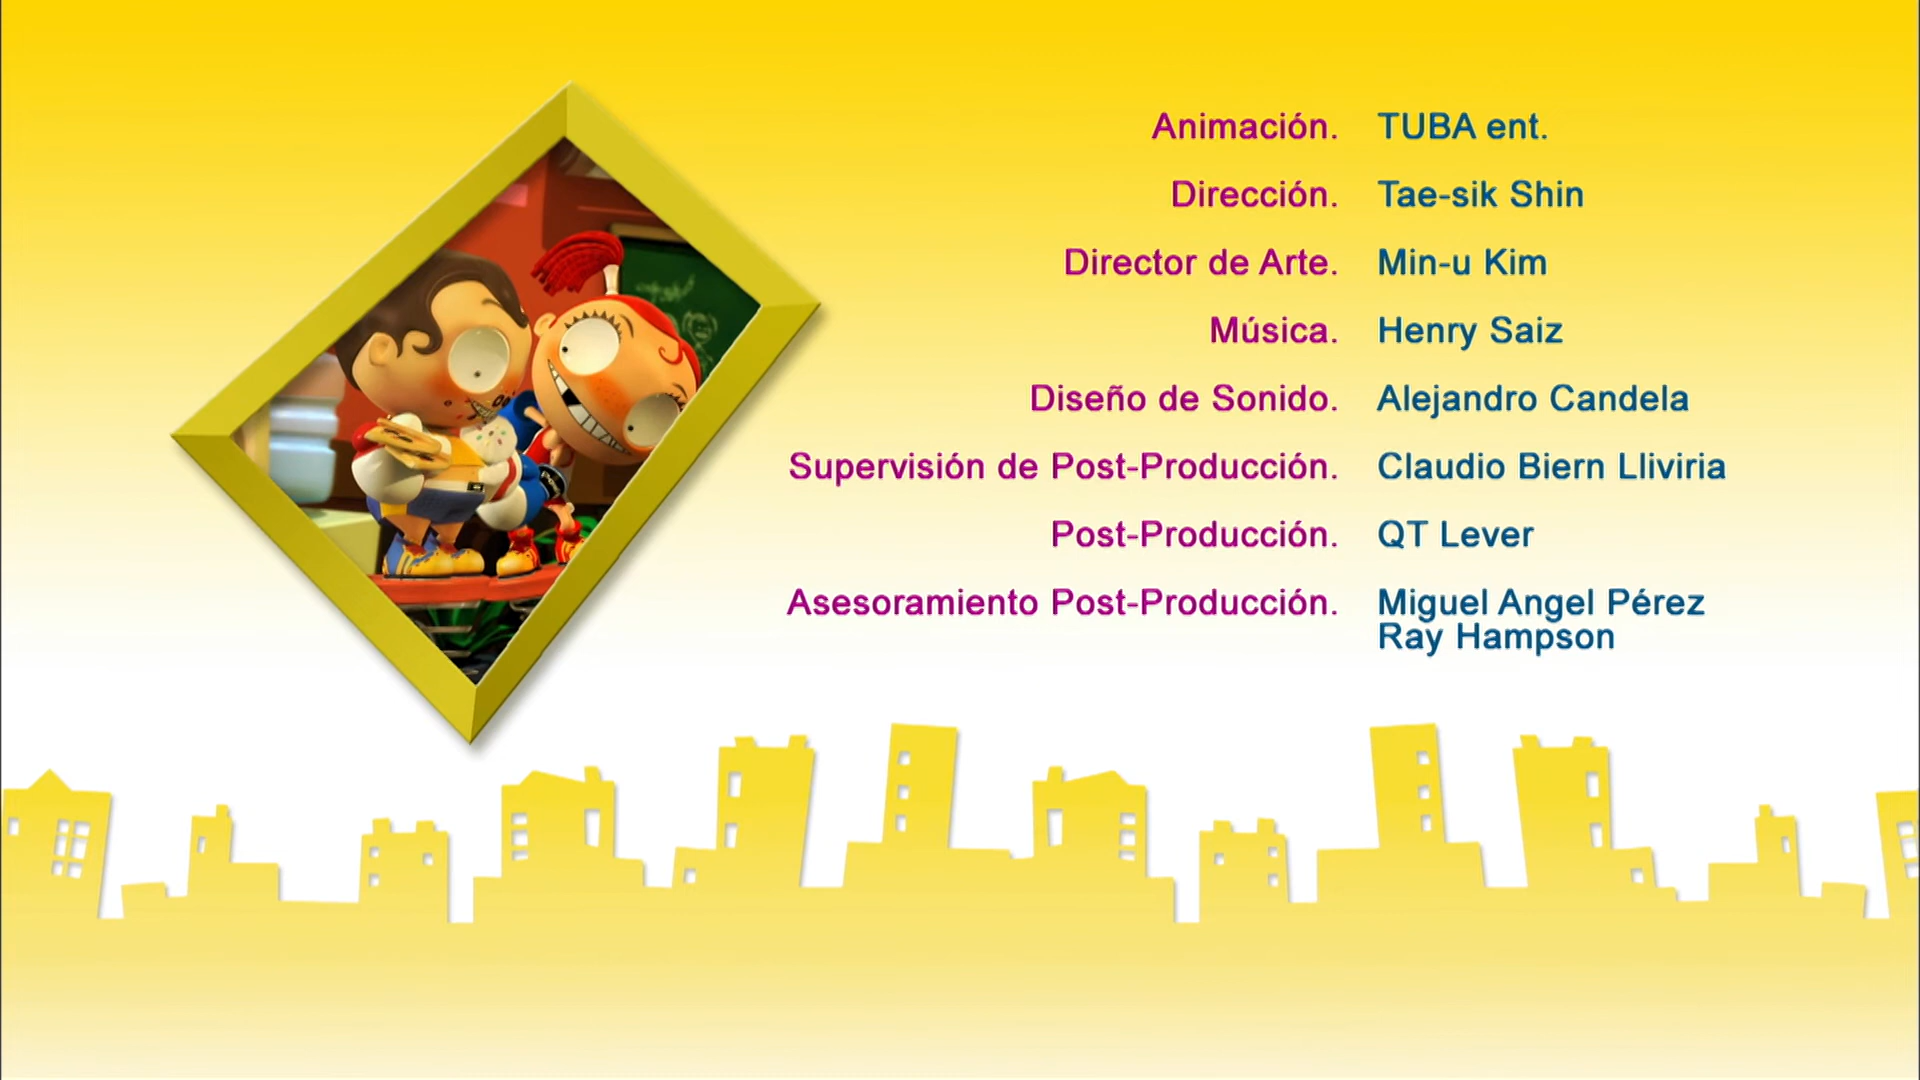 Animación. TUBA ent.
Dirección. Tae-sik Shin
Director de Arte. Min-u Kim
Música. Henry Saiz
Diseño de Sonido. Alejandro Candela
Supervisión de Post-Producción. Claudio Biern Lliviria
Post-Producción. QT Lever
Asesoramiento Post-Producción. Miguel Angel Pérez
Ray Hampson